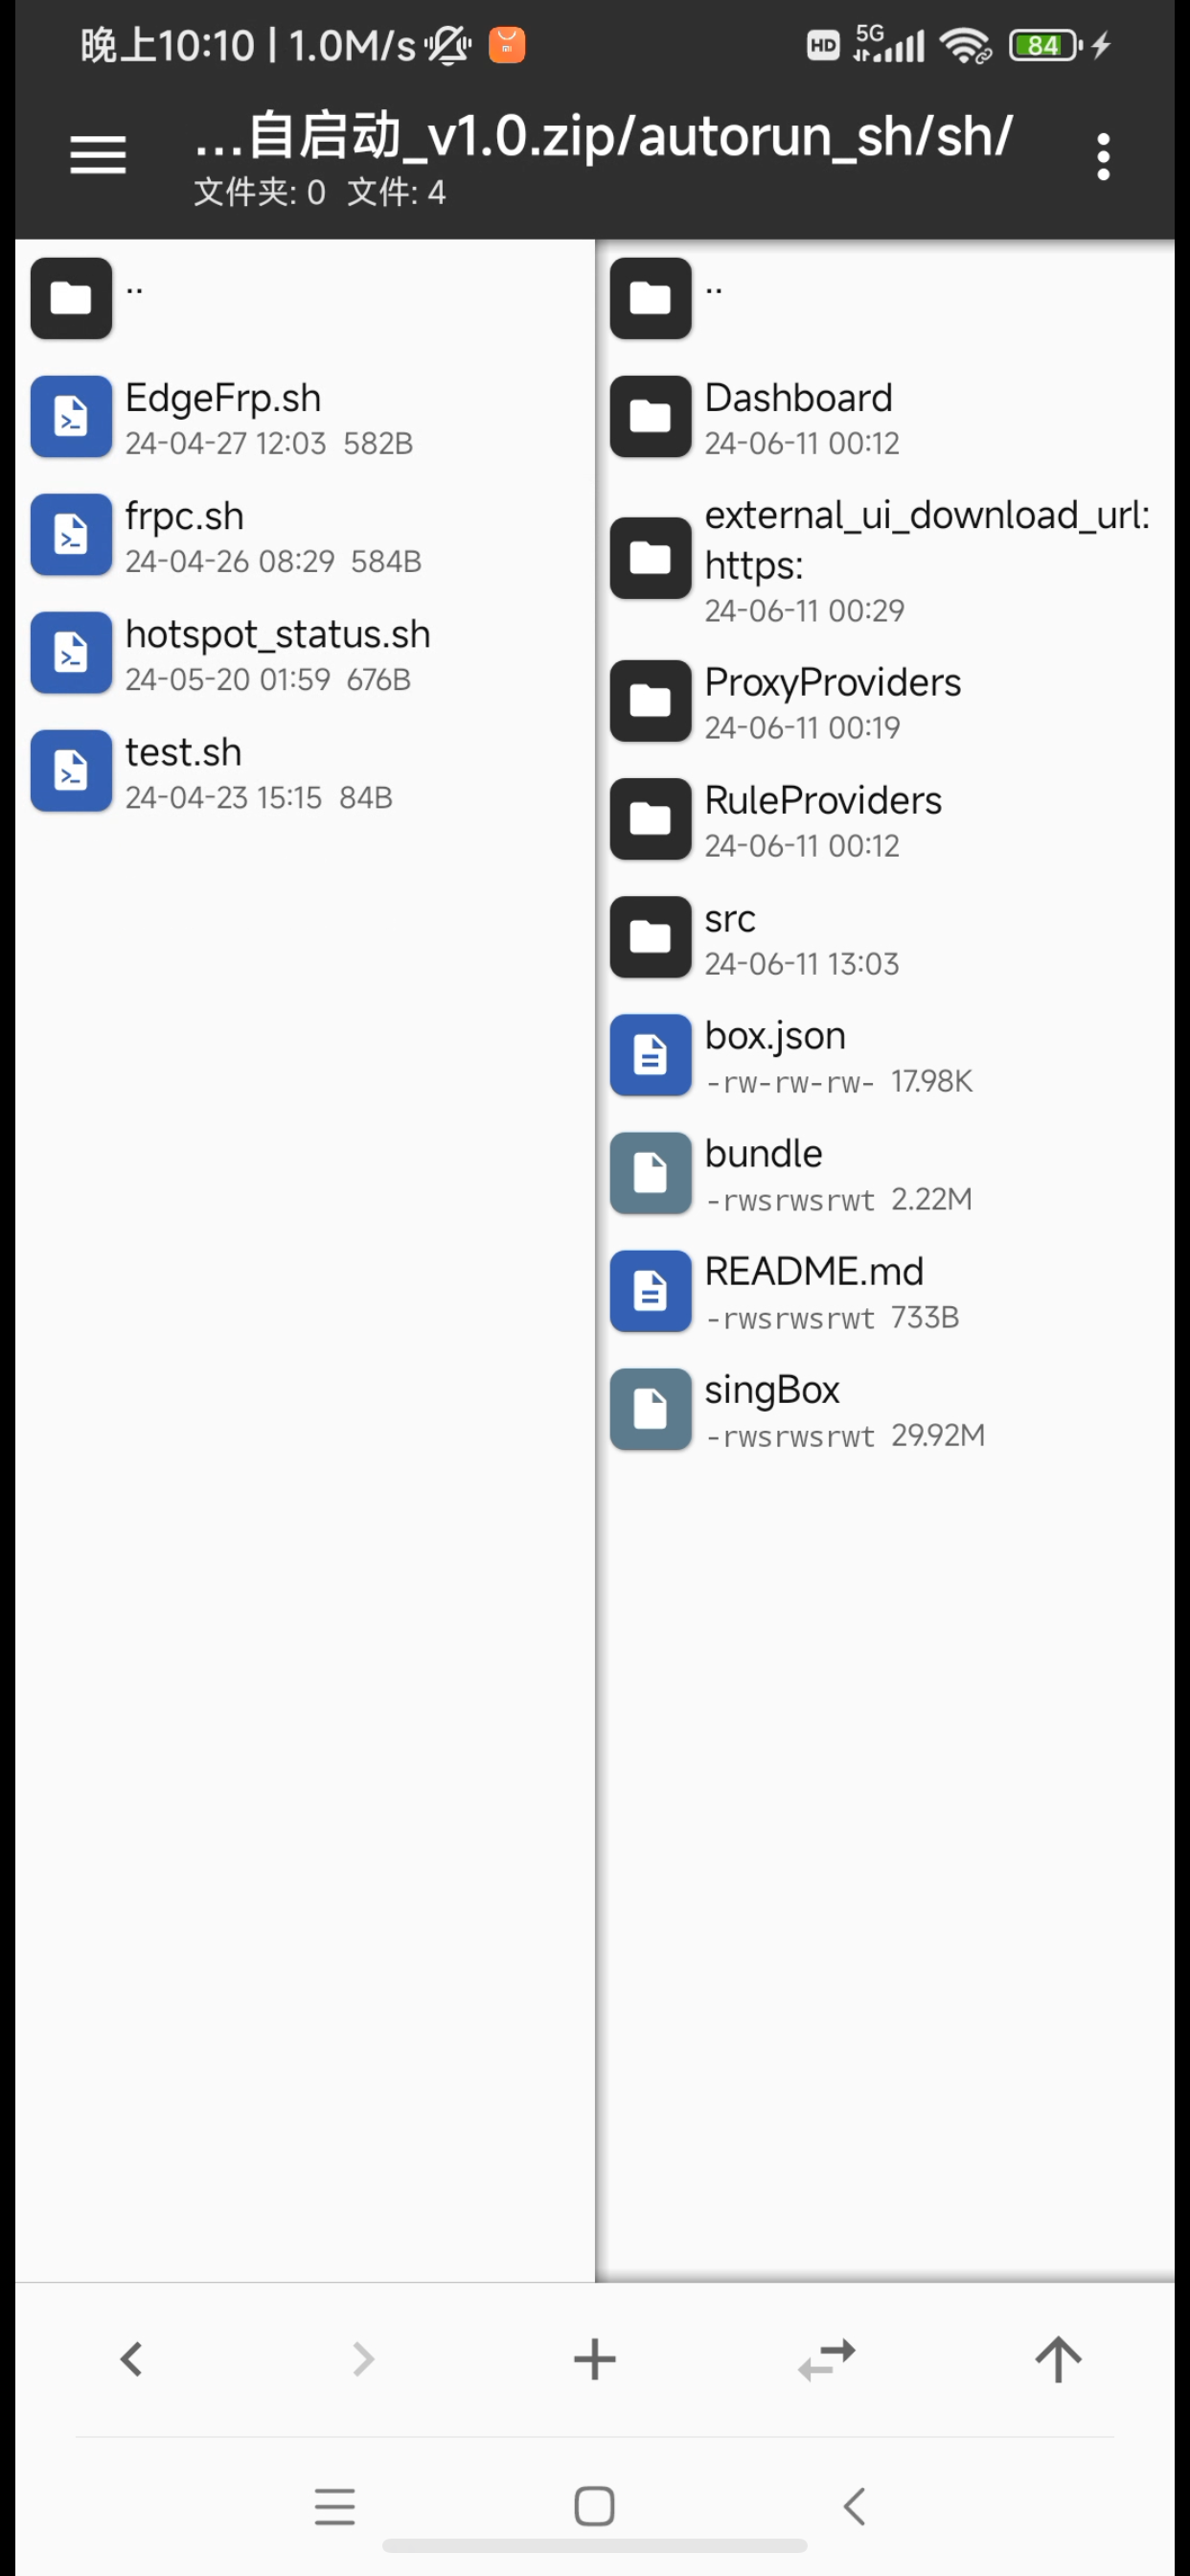 晚上10:10 | 1.0M/s
HD 5G 84
...自启动_v1.0.zip/autorun_sh/sh/
文件夹: 0 文件: 4
..
EdgeFrp.sh
24-04-27 12:03 582B
frpc.sh
24-04-26 08:29 584B
hotspot_status.sh
24-05-20 01:59 676B
test.sh
24-04-23 15:15 84B
..
Dashboard
24-06-11 00:12
external_ui_download_url:
https:
24-06-11 00:29
ProxyProviders
24-06-11 00:19
RuleProviders
24-06-11 00:12
src
24-06-11 13:03
box.json
-rw-rw-rw- 17.98K
bundle
-rwsrwsrwt 2.22M
README.md
-rwsrwsrwt 733B
singBox
-rwsrwsrwt 29.92M